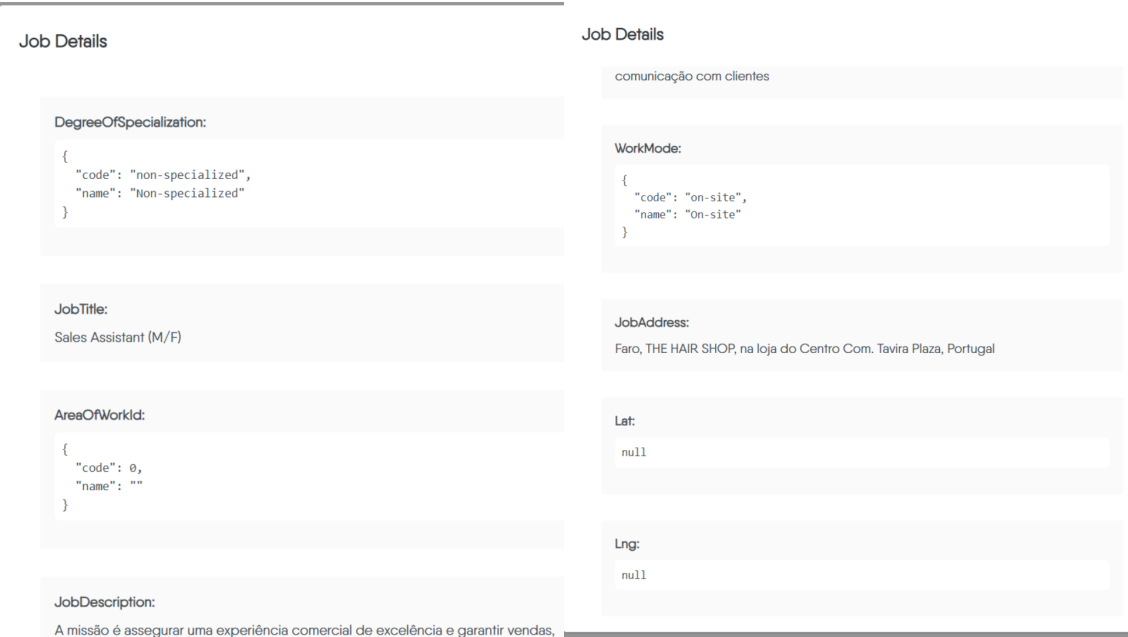 Job Details
DegreeOfSpecialization:
{
"code": "non-specialized",
"name": "Non-specialized"
}
JobTitle:
Sales Assistant (M/F)
AreaOfWorkId:
{
"code": 0,
"name": ""
}
JobDescription:
A missão é assegurar uma experiência comercial de excelência e garantir vendas,
Job Details
comunicação com clientes
WorkMode:
{
"code": "on-site",
"name": "On-site"
}
JobAddress:
Faro, THE HAIR SHOP, na loja do Centro Com. Tavira Plaza, Portugal
Lat:
null
Lng:
null